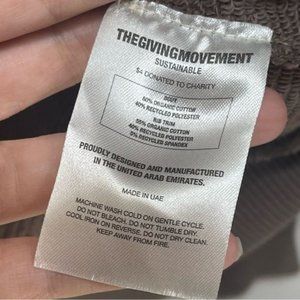 THEGIVINGMOVEMENT
SUSTAINABLE
$4 DONATED TO CHARITY
BODY
60% ORGANIC COTTON
40% RECYCLED POLYESTER
RIB TRIM
55% ORGANIC COTTON
40% RECYCLED POLYESTER
5% RECYCLED SPANDEX
PROUDLY DESIGNED AND MANUFACTURED
IN THE UNITED ARAB EMIRATES.
MADE IN UAE
MACHINE WASH COLD ON GENTLE CYCLE.
DO NOT BLEACH. DO NOT TUMBLE DRY.
COOL IRON ON REVERSE. DO NOT DRY CLEAN.
KEEP AWAY FROM FIRE.